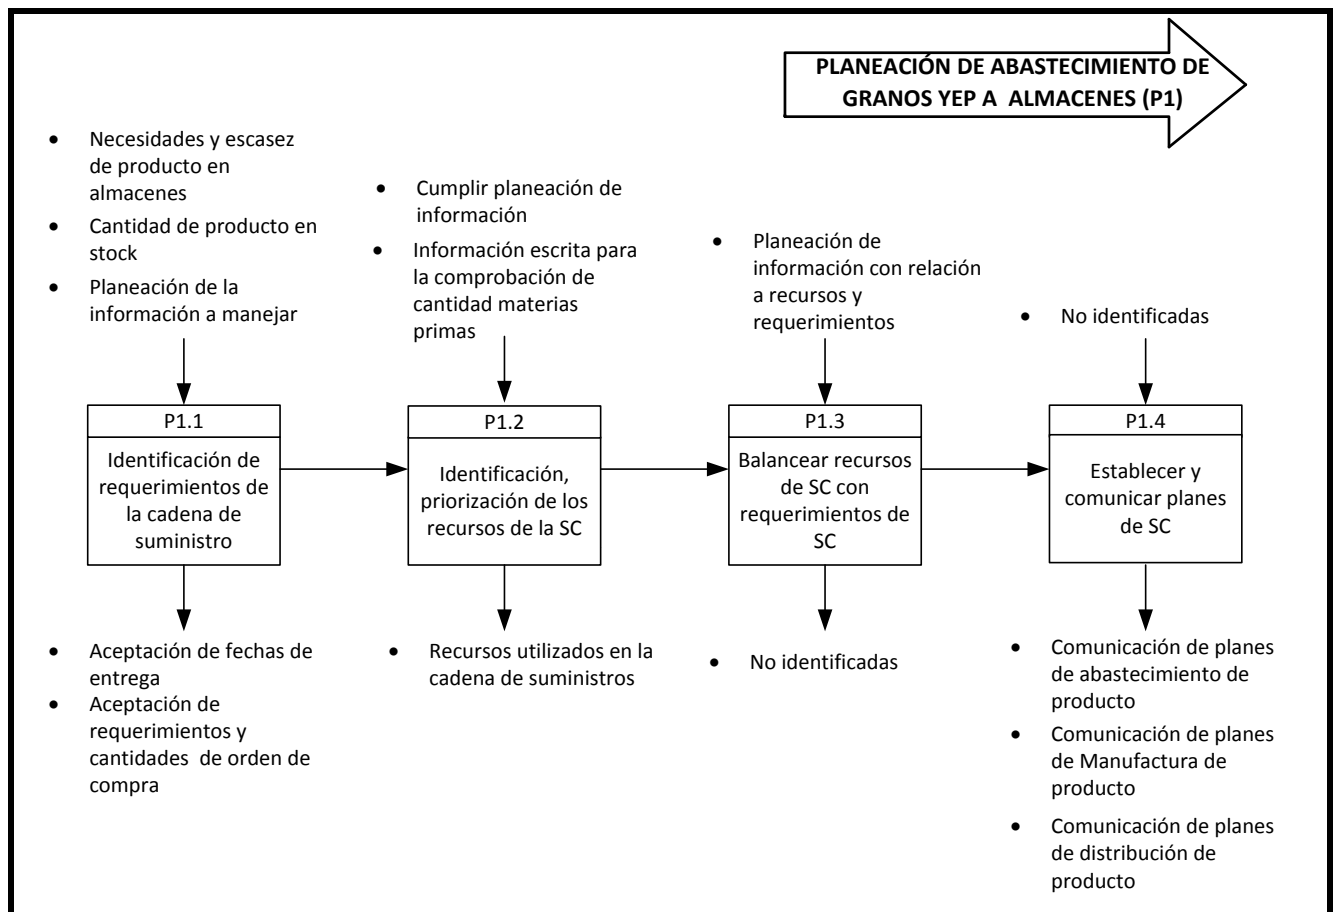 PLANEACIÓN DE ABASTECIMIENTO DE
GRANOS YEP A  ALMACENES (P1)
• Necesidades y escasez
de producto en
almacenes
• Cantidad de producto en
stock
• Planeación de la
información a manejar
• Cumplir planeación de
información
• Información escrita para
la comprobación de
cantidad materias
primas
• Planeación de
información con relación
a recursos y
requerimientos
• No identificadas
P1.1
Identificación de
requerimientos de
la cadena de
suministro
P1.2
Identificación,
priorización de los
recursos de la SC
P1.3
Balancear recursos
de SC con
requerimientos de
SC
P1.4
Establecer y
comunicar planes
de SC
• Aceptación de fechas de
entrega
• Aceptación de
requerimientos y
cantidades  de orden de
compra
• Recursos utilizados en la
cadena de suministros
• No identificadas
• Comunicación de planes
de abastecimiento de
producto
• Comunicación de planes
de Manufactura de
producto
• Comunicación de planes
de distribución de
producto